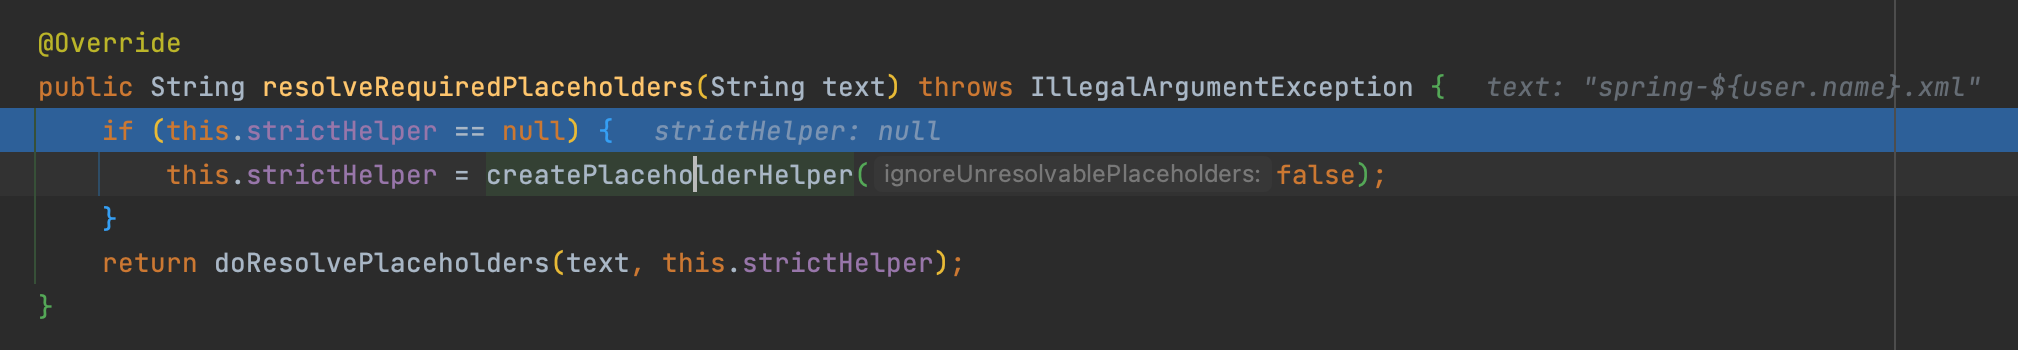 @Override
public String resolveRequiredPlaceholders(String text) throws IllegalArgumentException {   text: "spring-${user.name}.xml"
    if (this.strictHelper == null) {   strictHelper: null
        this.strictHelper = createPlaceholderHelper( ignoreUnresolvablePlaceholders: false);
    }
    return doResolvePlaceholders(text, this.strictHelper);
}